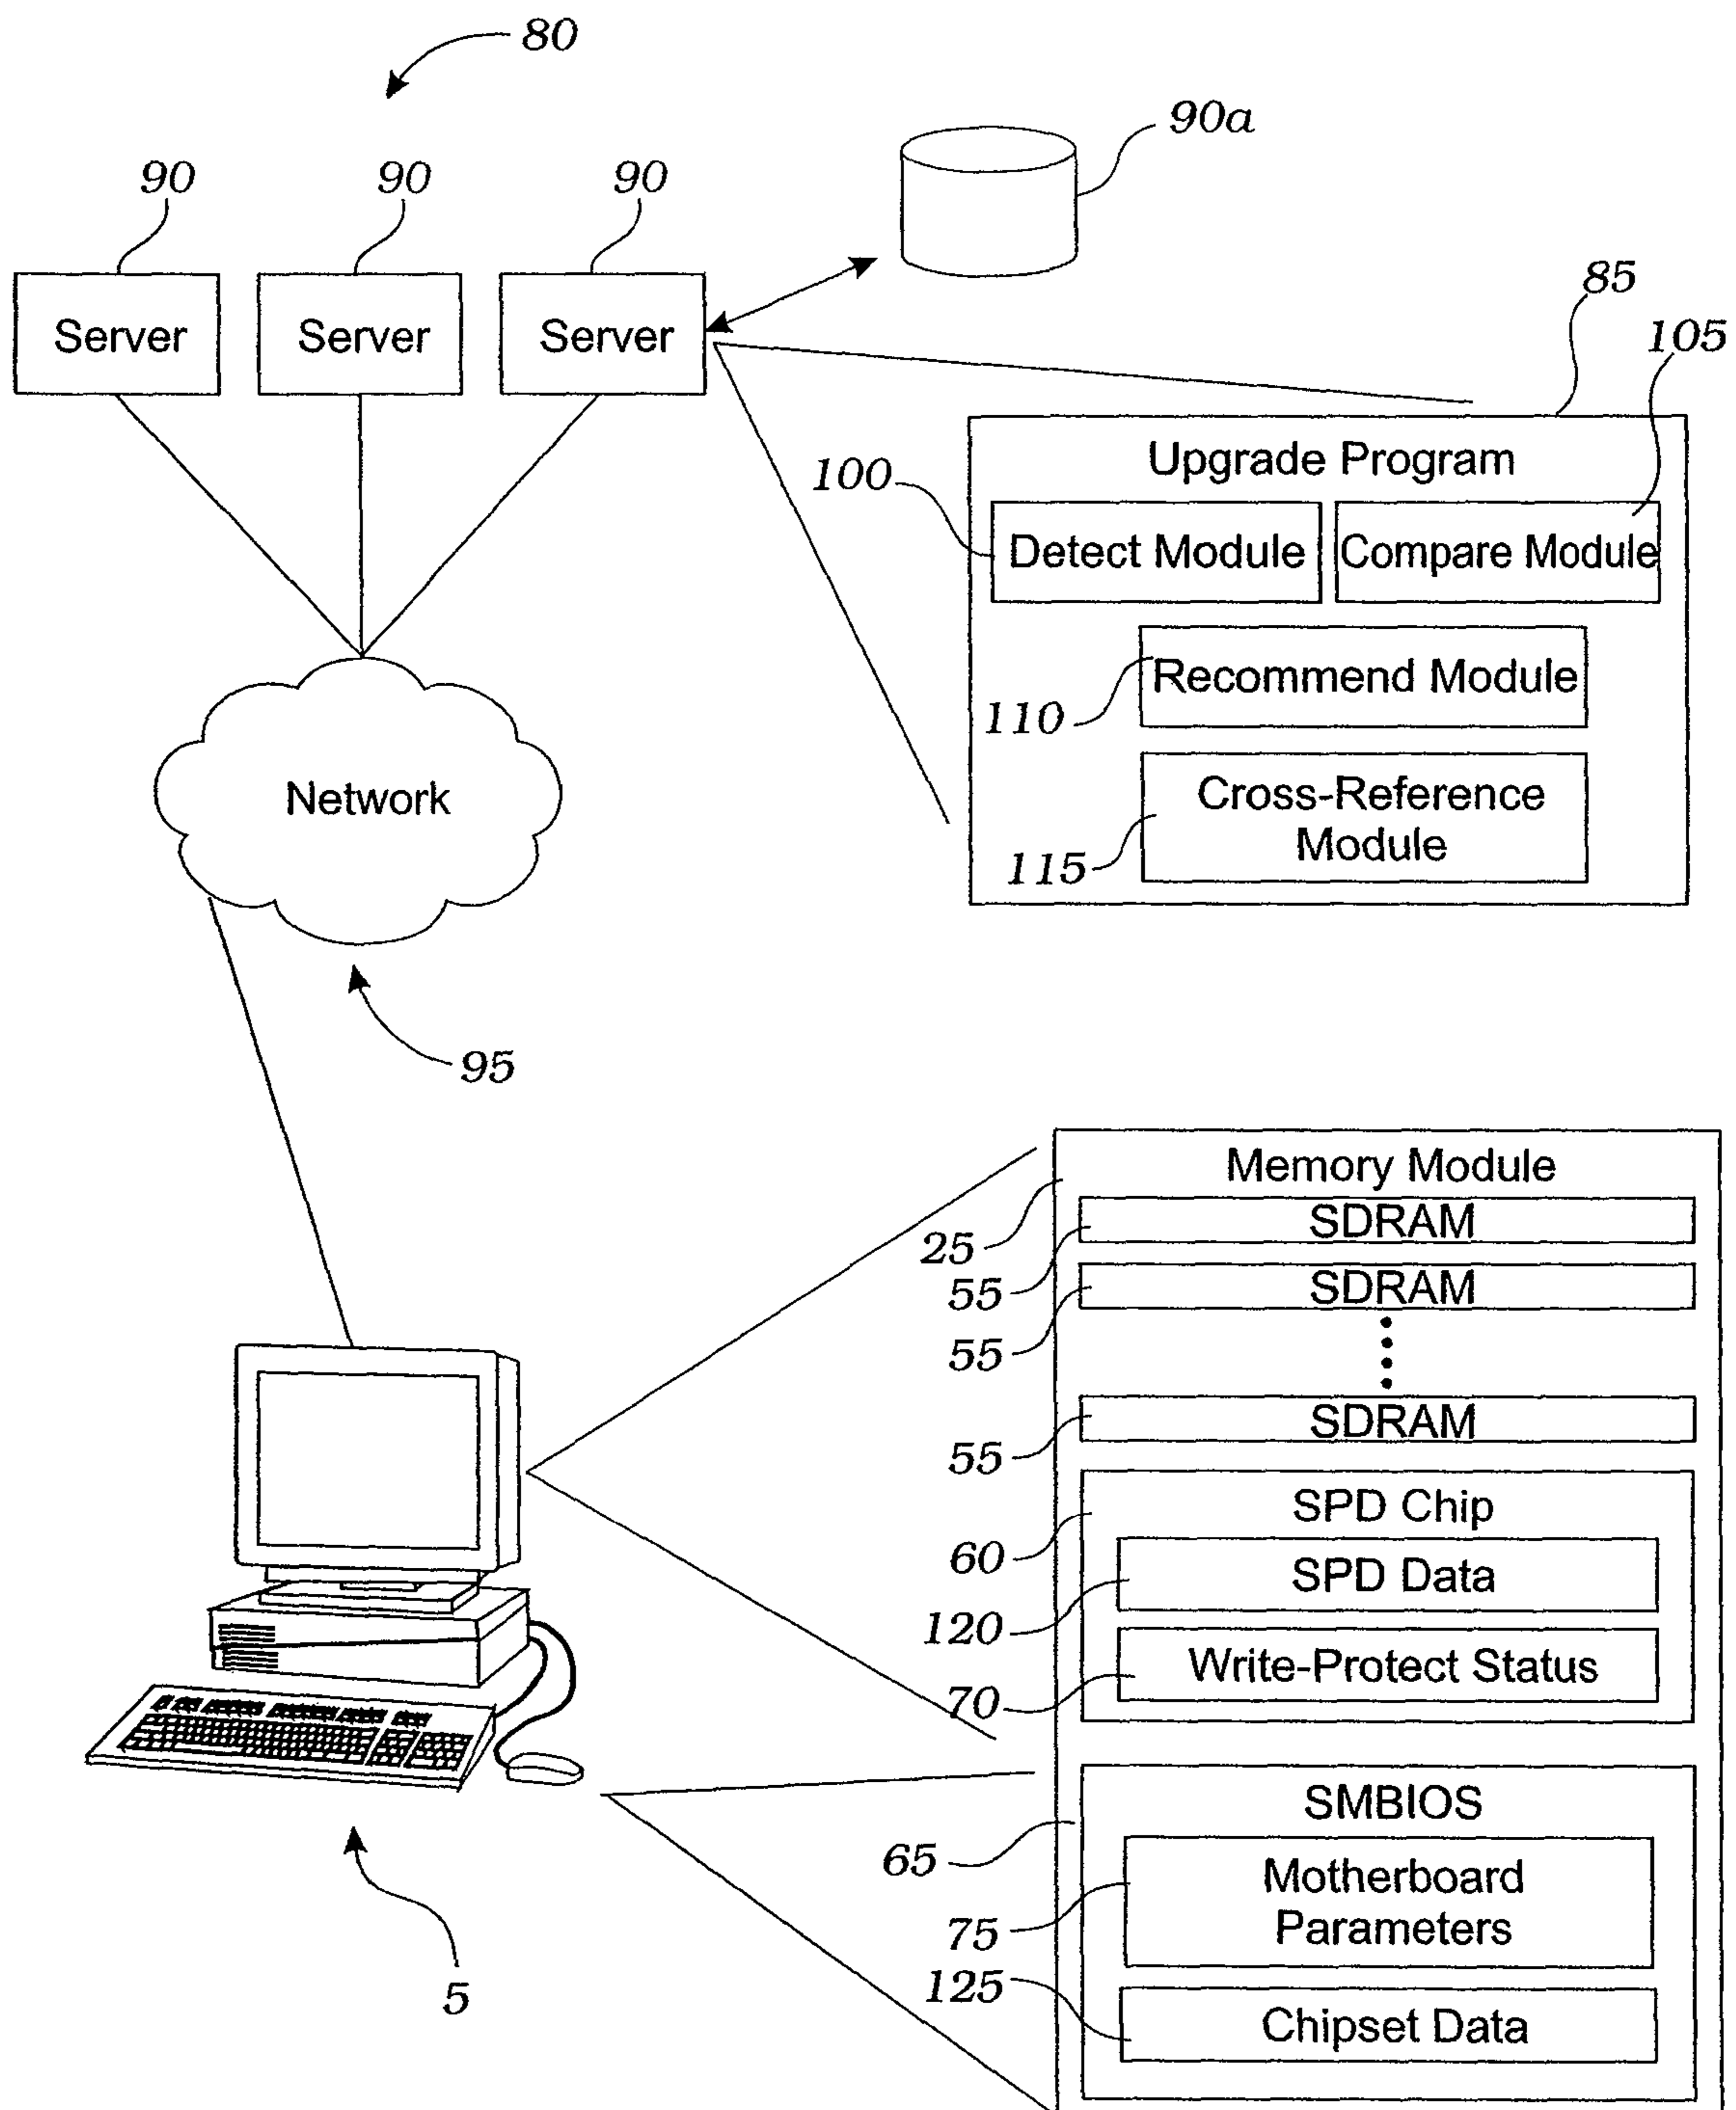 80
90a
90 90 90
Server Server Server
85
105
Upgrade Program
100
Detect Module Compare Module
Recommend Module
110
Cross-Reference
Module
115
Network
95
Memory Module
25
SDRAM
55
SDRAM
55
SDRAM
55
SPD Chip
60
SPD Data
120
Write-Protect Status
70
SMBIOS
65
Motherboard
Parameters
75
125
Chipset Data
5